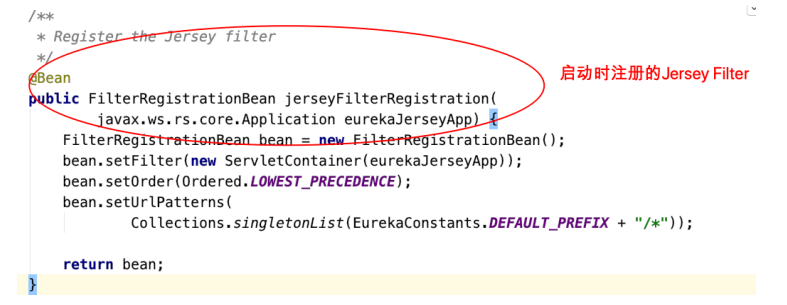 /**
* Register the Jersey filter
*/
@Bean
public FilterRegistrationBean jerseyFilterRegistration(
javax.ws.rs.core.Application eurekaJerseyApp) {
FilterRegistrationBean bean = new FilterRegistrationBean();
bean.setFilter(new ServletContainer(eurekaJerseyApp));
bean.setOrder(Ordered.LOWEST_PRECEDENCE);
bean.setUrlPatterns(
Collections.singletonList(EurekaConstants.DEFAULT_PREFIX + "/*"));
return bean;
}
启动时注册的Jersey Filter